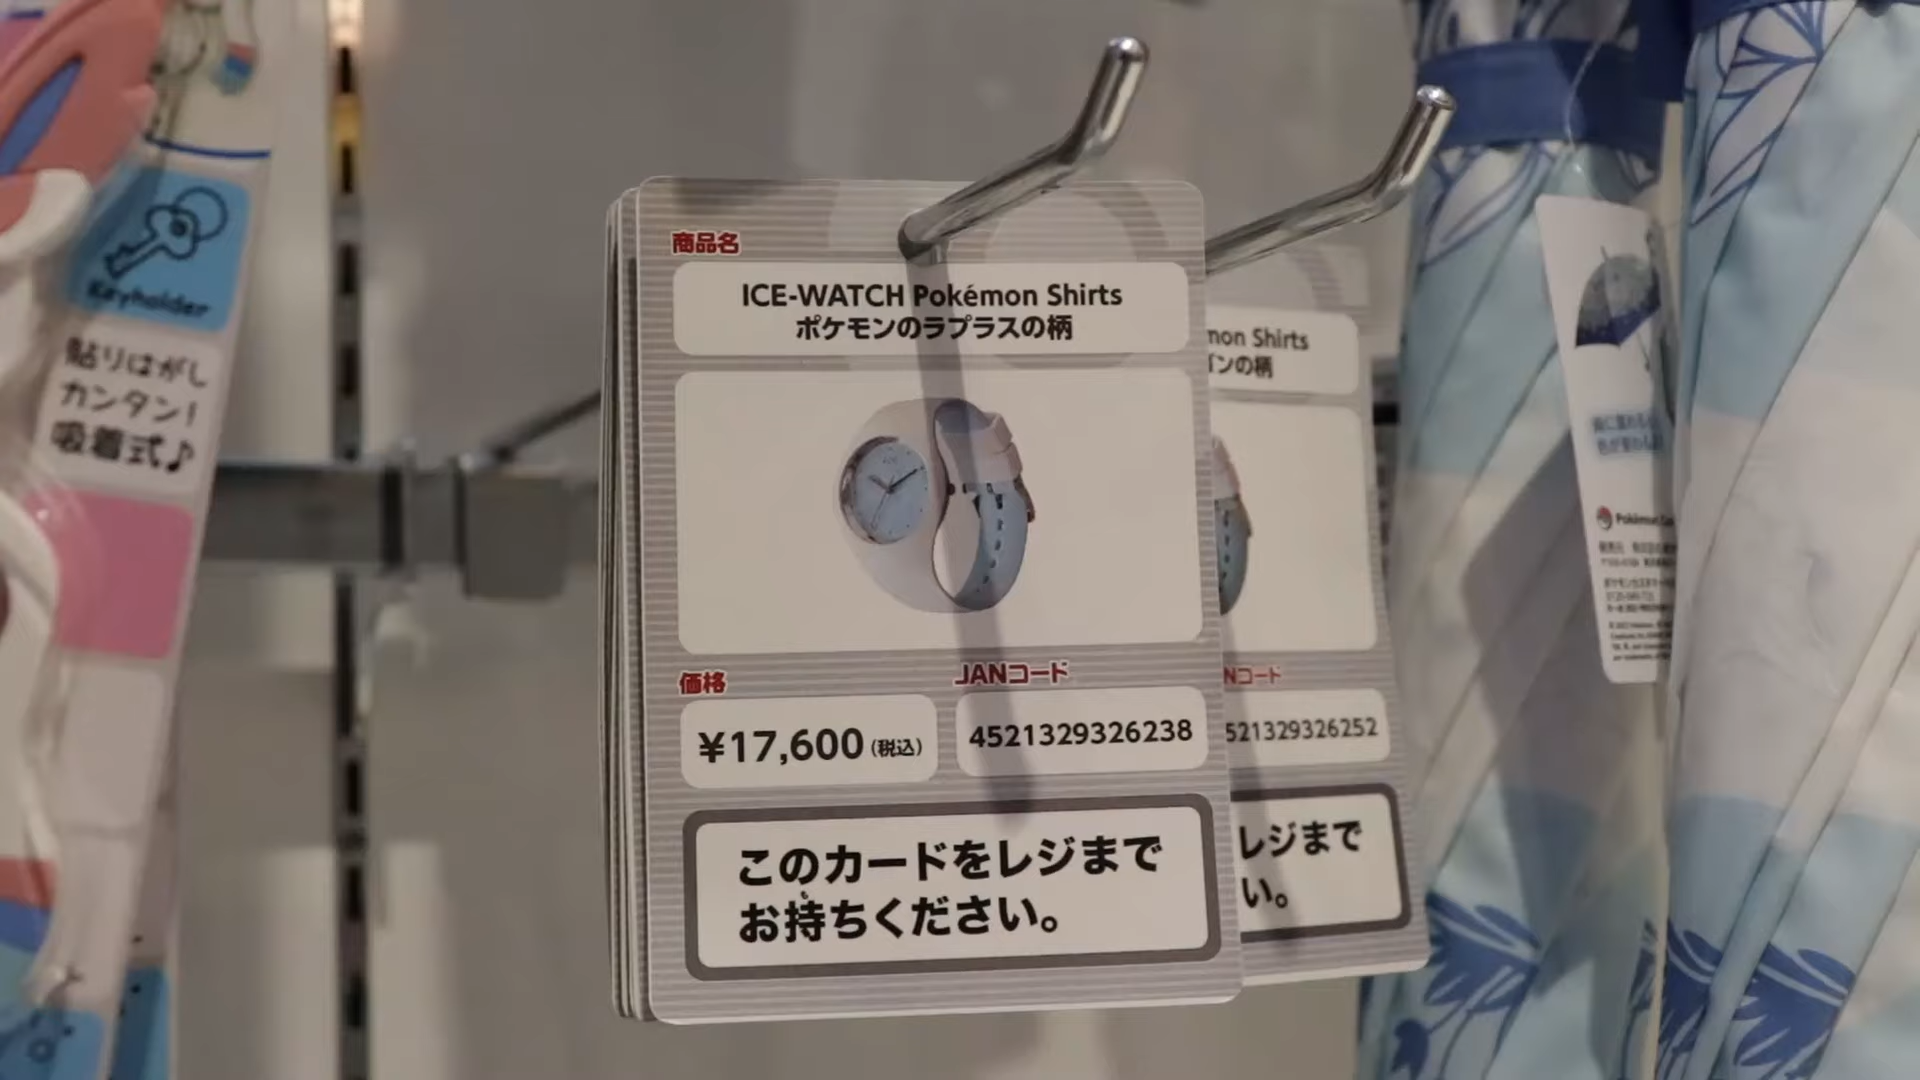 Keyholder
貼りはがし
カンタン!
吸着式♪
商品名
ICE-WATCH Pokémon Shirts
ポケモンのラプラスの柄
価格
JANコード
¥17,600(税込)
4521329326238
このカードをレジまで
お持ちください。
mon Shirts
ンの柄
Nコード
521329326252
レジまで
い。
Pokémon